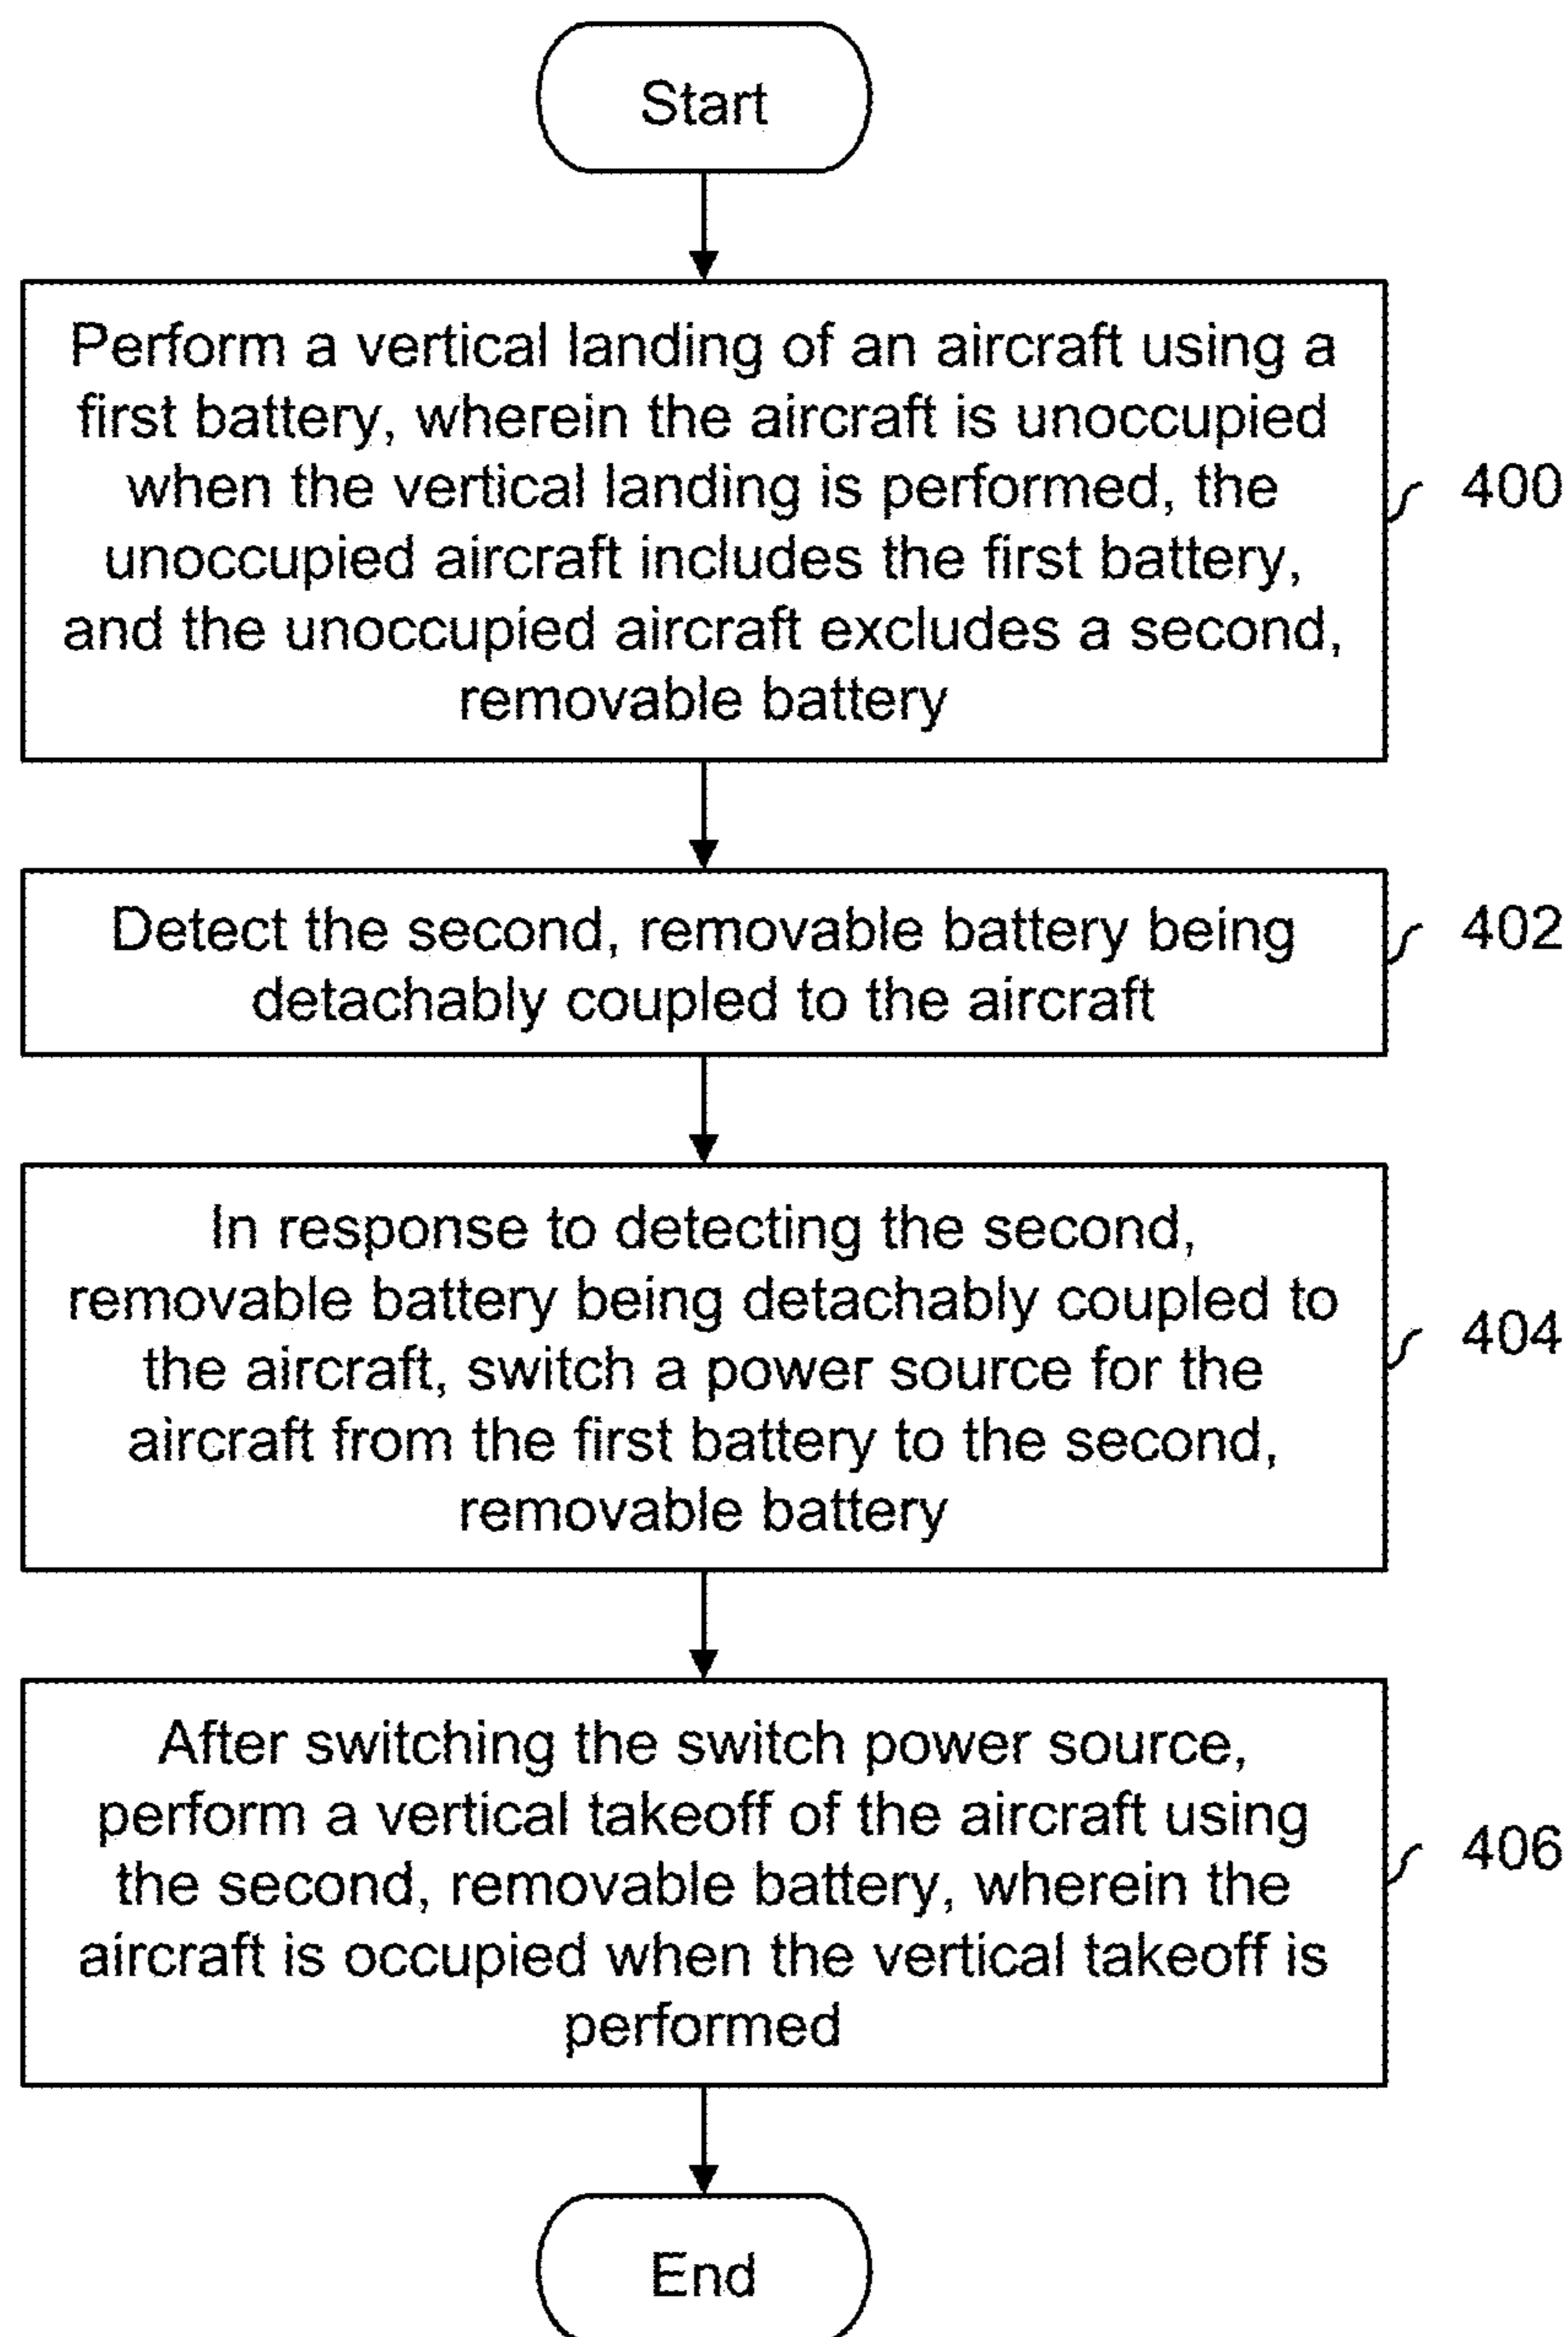 Start
Perform a vertical landing of an aircraft using a
first battery, wherein the aircraft is unoccupied
when the vertical landing is performed, the
unoccupied aircraft includes the first battery,
and the unoccupied aircraft excludes a second,
removable battery
400
Detect the second, removable battery being
detachably coupled to the aircraft
402
In response to detecting the second,
removable battery being detachably coupled to
the aircraft, switch a power source for the
aircraft from the first battery to the second,
removable battery
404
After switching the switch power source,
perform a vertical takeoff of the aircraft using
the second, removable battery, wherein the
aircraft is occupied when the vertical takeoff is
performed
406
End